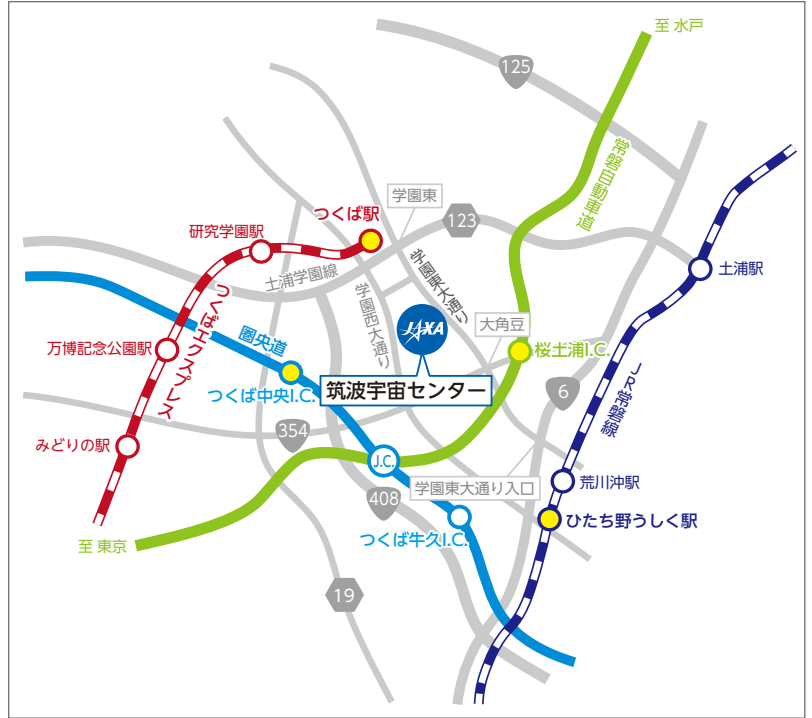 至 水戸
125
常磐自動車道
学園東
つくば駅
123
研究学園駅
土浦学園線
学園東大通り
土浦駅
つくばエクスプレス
学園西大通り
JAXA
大角豆
圏央道
万博記念公園駅
桜土浦I.C.
筑波宇宙センター
つくば中央I.C.
6
JR常磐線
354
みどりの駅
J.C.
荒川沖駅
学園東大通り入口
408
ひたち野うしく駅
つくば牛久I.C.
至 東京
19